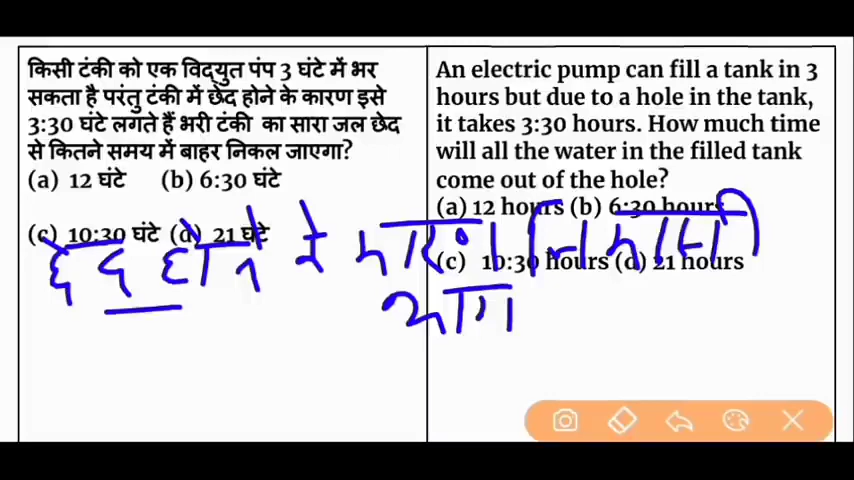 किसी टंकी को एक विद्युत पंप 3 घंटे में भर
सकता है परंतु टंकी में छेद होने के कारण इसे
3:30 घंटे लगते हैं भरी टंकी का सारा जल छेद
से कितने समय में बाहर निकल जाएगा?
(a) 12 घंटे (b) 6:30 घंटे
(c) 10:30 घंटे (d) 21 घंटे
An electric pump can fill a tank in 3
hours but due to a hole in the tank,
it takes 3:30 hours. How much time
will all the water in the filled tank
come out of the hole?
(a) 12 hours (b) 6:30 hours
(c) 10:30 hours (d) 21 hours
छेद होने के कारण
भाग